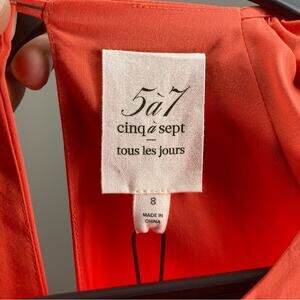 5à7
cinq à sept
tous les jours
8
MADE IN
CHINA